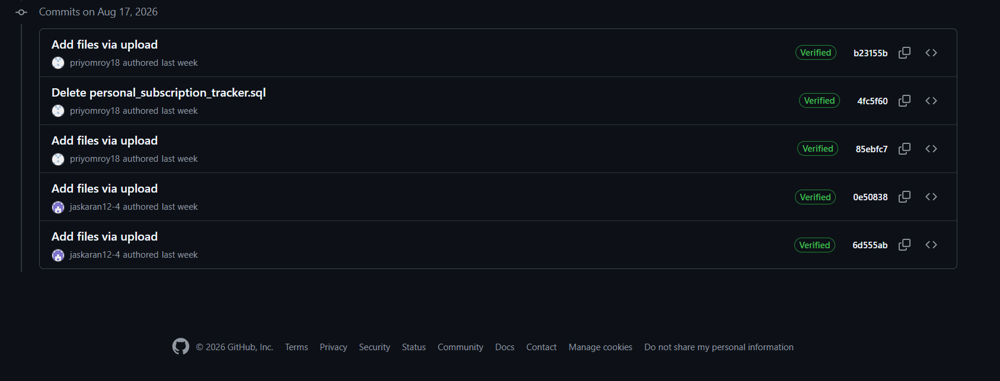 Commits on Aug 17, 2026
Add files via upload
priyomroy18 authored last week
Verified
b23155b
Delete personal_subscription_tracker.sql
priyomroy18 authored last week
Verified
4fc5f60
Add files via upload
priyomroy18 authored last week
Verified
85ebfc7
Add files via upload
jaskaran12-4 authored last week
Verified
0e50838
Add files via upload
jaskaran12-4 authored last week
Verified
6d555ab
© 2026 GitHub, Inc. Terms Privacy Security Status Community Docs Contact Manage cookies Do not share my personal information